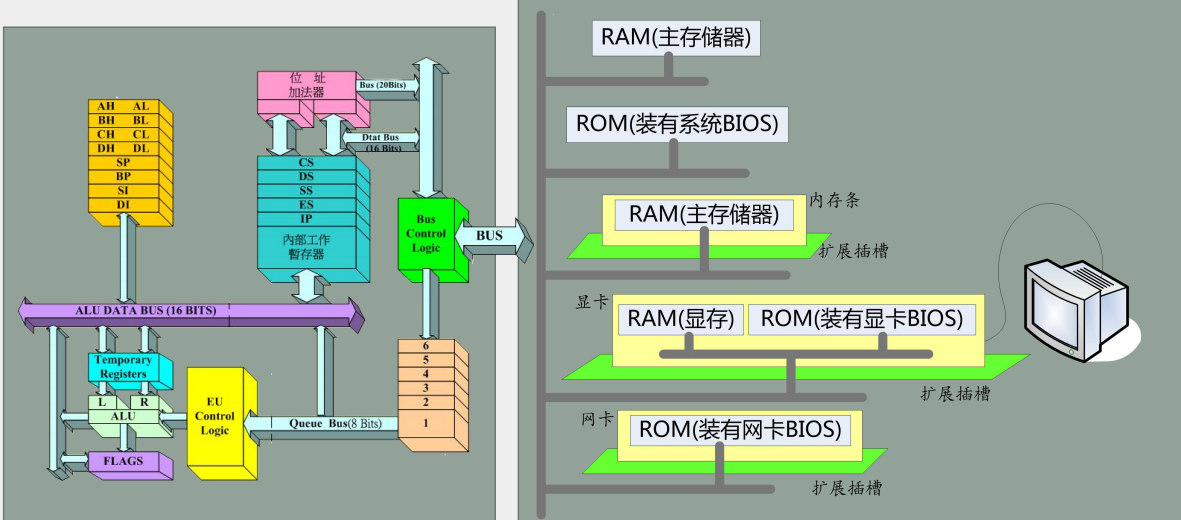 位 址
加法器
Bus (20Bits)
AH AL
BH BL
CH CL
DH DL
SP
BP
SI
DI
Dtat Bus
(16 Bits)
CS
DS
SS
ES
IP
內部工作
暫存器
Bus
Control
Logic
BUS
ALU DATA BUS (16 BITS)
Temporary
Registers
L R
ALU
FLAGS
EU
Control
Logic
Queue Bus(8 Bits)
6
5
4
3
2
1
RAM(主存储器)
ROM(装有系统BIOS)
内存条
RAM(主存储器)
扩展插槽
显卡
RAM(显存) ROM(装有显卡BIOS)
扩展插槽
网卡
ROM(装有网卡BIOS)
扩展插槽